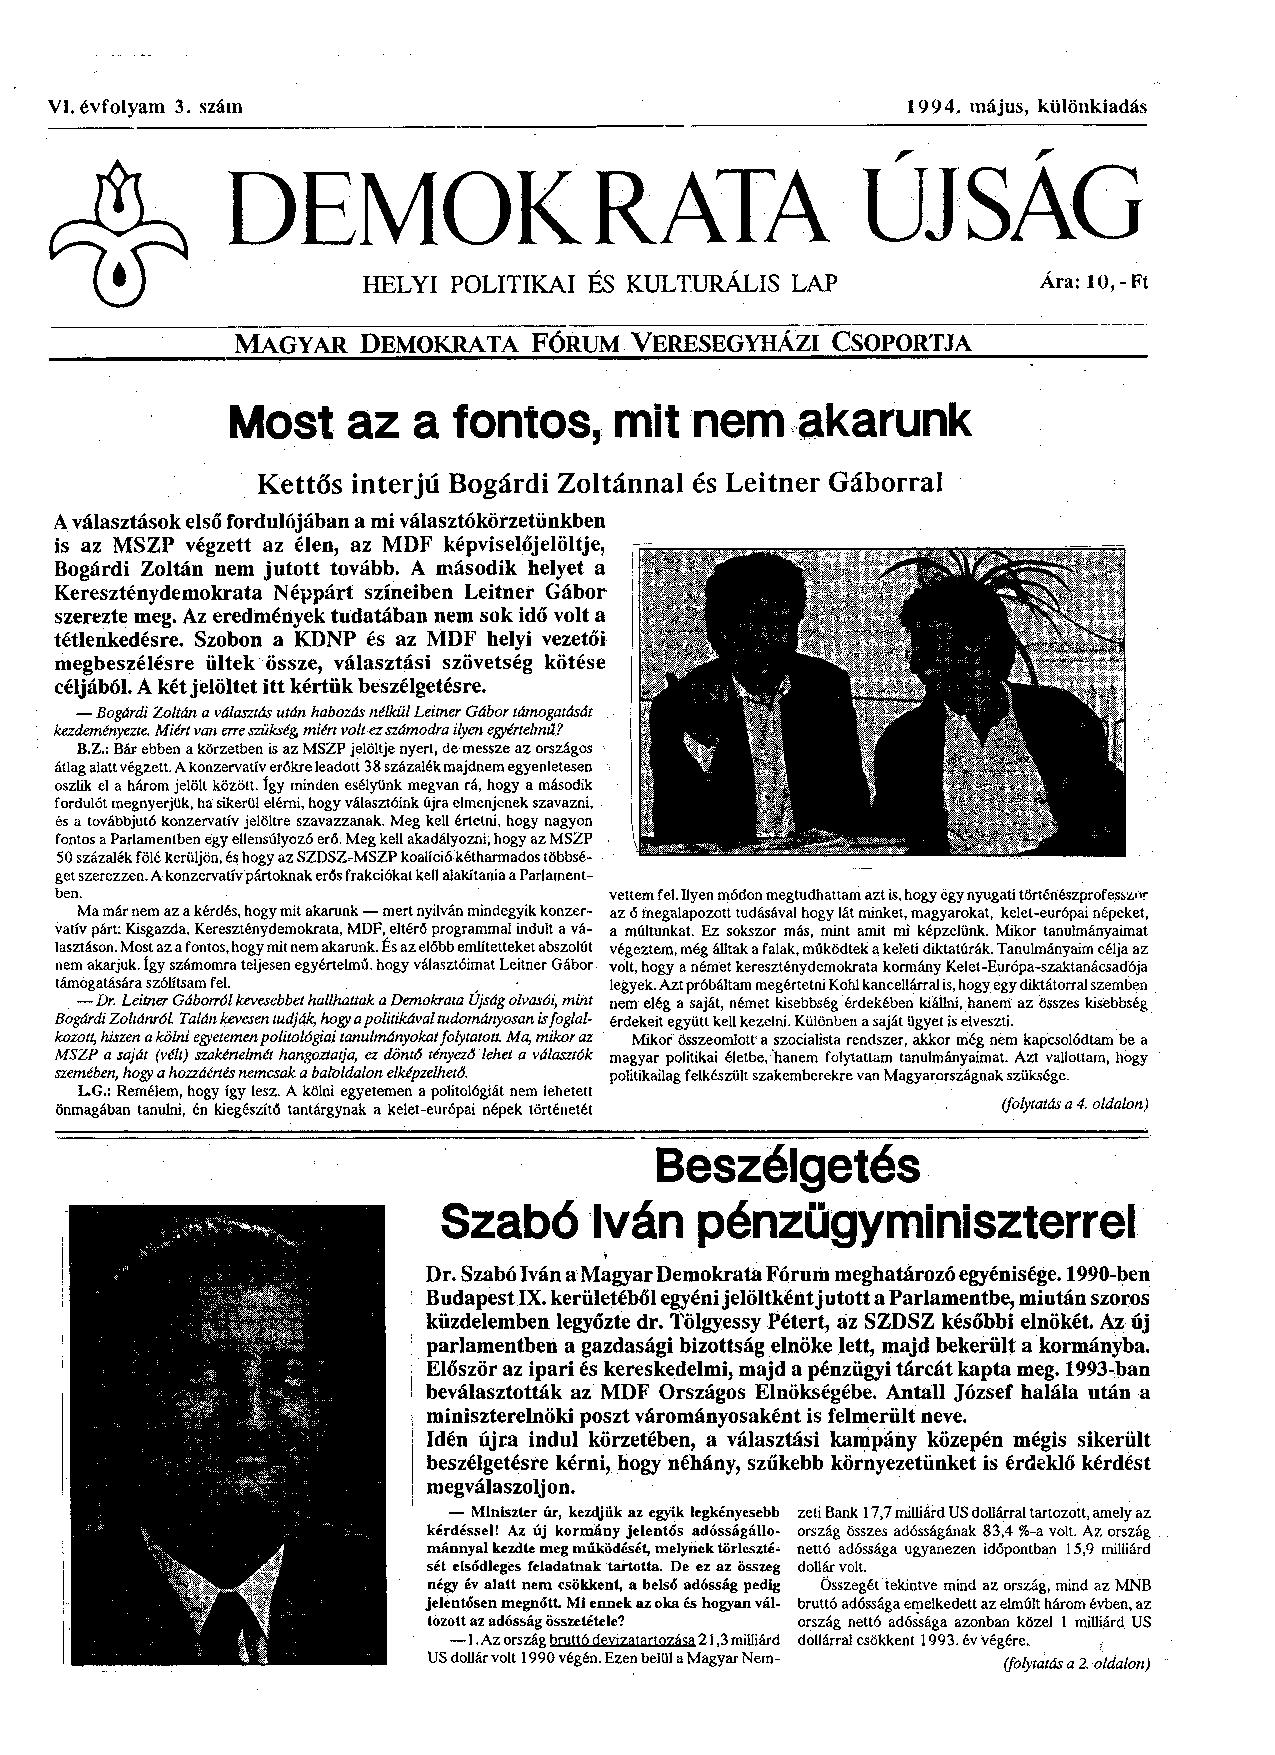 VI. évfolyam 3. szám
1994. május, különkiadás
DEMOKRATA ÚJSÁG
HELYI POLITIKAI ÉS KULTURÁLIS LAP
Ára: 10,- Ft
MAGYAR DEMOKRATA FÓRUM VERESEGYHÁZI CSOPORTJA
Most az a fontos, mit nem akarunk
Kettős interjú Bogárdi Zoltánnal és Leitner Gáborral
A választások első fordulójában a mi választókörzetünkben
is az MSZP végzett az élen, az MDF képviselőjelöltje,
Bogárdi Zoltán nem jutott tovább. A második helyet a
Kereszténydemokrata Néppárt színeiben Leitner Gábor
szerezte meg. Az eredmények tudatában nem sok idő volt a
tétlenkedésre. Szobon a KDNP és az MDF helyi vezetői
megbeszélésre ültek össze, választási szövetség kötése
céljából. A két jelöltet itt kértük beszélgetésre.
— Bogárdi Zoltán a választás után habozás nélkül Leitner Gábor támogatását
kezdeményezte. Miért van erre szükség, miért volt ez számodra ilyen egyértelmű?
B.Z.: Bár ebben a körzetben is az MSZP jelöltje nyert, de messze az országos
átlag alatt végzett. A konzervatív erőkre leadott 38 százalék majdnem egyenletesen
oszlik el a három jelölt között. Így minden esélyünk megvan rá, hogy a második
fordulót megnyerjük, ha sikerül elérni, hogy választóink újra elmenjenek szavazni,
és a továbbjutó konzervatív jelöltre szavazzanak. Meg kell értetni, hogy nagyon
fontos a Parlamentben egy ellensúlyozó erő. Meg kell akadályozni, hogy az MSZP
50 százalék fölé kerüljön, és hogy az SZDSZ-MSZP koalíció kétharmados többsé-
get szerezzen. A konzervatív pártoknak erős frakciókat kell alakítania a Parlament-
ben.
Ma már nem az a kérdés, hogy mit akarunk — mert nyilván mindegyik konzer-
vatív párt: Kisgazda, Kereszténydemokrata, MDF, eltérő programmal indult a vá-
lasztáson. Most az a fontos, hogy mit nem akarunk. És az előbb említetteket abszolút
nem akarjuk. Így számomra teljesen egyértelmű, hogy választóimat Leitner Gábor
támogatására szólítsam fel.
— Dr. Leitner Gáborról kevesebbet hallhattak a Demokrata Újság olvasói, mint
Bogárdi Zoltánról. Talán kevesen tudják, hogy a politikával tudományosan is foglal-
kozott, hiszen a kölni egyetemen politológiai tanulmányokat folytatott. Ma, mikor az
MSZP a saját (vélt) szakértelmét hangoztatja, ez döntő tényező lehet a választók
szemében, hogy a hozzáértés nemcsak a baloldalon elképzelhető.
L.G.: Remélem, hogy így lesz. A kölni egyetemen a politológiát nem lehetett
önmagában tanulni, én kiegészítő tantárgynak a kelet-európai népek történetét
vettem fel. Ilyen módon megtudhattam azt is, hogy egy nyugati történészprofesszor
az ő megalapozott tudásával hogy lát minket, magyarokat, kelet-európai népeket,
a múltunkat. Ez sokszor más, mint amit mi képzelünk. Mikor tanulmányaimat
végeztem, még álltak a falak, működtek a keleti diktatúrák. Tanulmányaim célja az
volt, hogy a német kereszténydemokrata kormány Kelet-Európa-szaktanácsadója
legyek. Azt próbáltam megértetni Kohl kancellárral is, hogy egy diktátorral szemben
nem elég a saját, német kisebbség érdekében kiállni, hanem az összes kisebbség
érdekeit együtt kell kezelni. Különben a saját ügyet is elveszti.
Mikor összeomlott a szocialista rendszer, akkor még nem kapcsolódtam be a
magyar politikai életbe, hanem folytattam tanulmányaimat. Azt vallottam, hogy
politikailag felkészült szakemberekre van Magyarországnak szüksége.
(folytatás a 4. oldalon)
Beszélgetés
Szabó Iván pénzügyminiszterrel
Dr. Szabó Iván a Magyar Demokrata Fórum meghatározó egyénisége. 1990-ben
Budapest IX. kerületéből egyéni jelöltként jutott a Parlamentbe, miután szoros
küzdelemben legyőzte dr. Tölgyessy Pétert, az SZDSZ későbbi elnökét. Az új
parlamentben a gazdasági bizottság elnöke lett, majd bekerült a kormányba.
Először az ipari és kereskedelmi, majd a pénzügyi tárcát kapta meg. 1993-ban
beválasztották az MDF Országos Elnökségébe. Antall József halála után a
miniszterelnöki poszt várományosaként is felmerült neve.
Idén újra indul körzetében, a választási kampány közepén mégis sikerült
beszélgetésre kérni, hogy néhány, szűkebb környezetünket is érdeklő kérdést
megválaszoljon.
— Miniszter úr, kezdjük az egyik legkényesebb
kérdéssel! Az új kormány jelentős adósságállo-
mánnyal kezdte meg működését, melynek törleszté-
sét elsődleges feladatnak tartotta. De ez az összeg
négy év alatt nem csökkent, a belső adósság pedig
jelentősen megnőtt. Mi ennek az oka és hogyan vál-
tozott az adósság összetétele?
— 1. Az ország bruttó devizatartozása 21,3 milliárd
US dollár volt 1990 végén. Ezen belül a Magyar Nem-
zeti Bank 17,7 milliárd US dollárral tartozott, amely az
ország összes adósságának 83,4 %-a volt. Az ország
nettó adóssága ugyanezen időpontban 15,9 milliárd
dollár volt.
Összegét tekintve mind az ország, mind az MNB
bruttó adóssága emelkedett az elmúlt három évben, az
ország nettó adóssága azonban közel 1 milliárd US
dollárral csökkent 1993. év végére.
(folytatás a 2. oldalon)